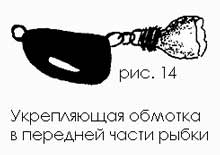 рис. 14
Укрепляющая обмотка
в передней части рыбки